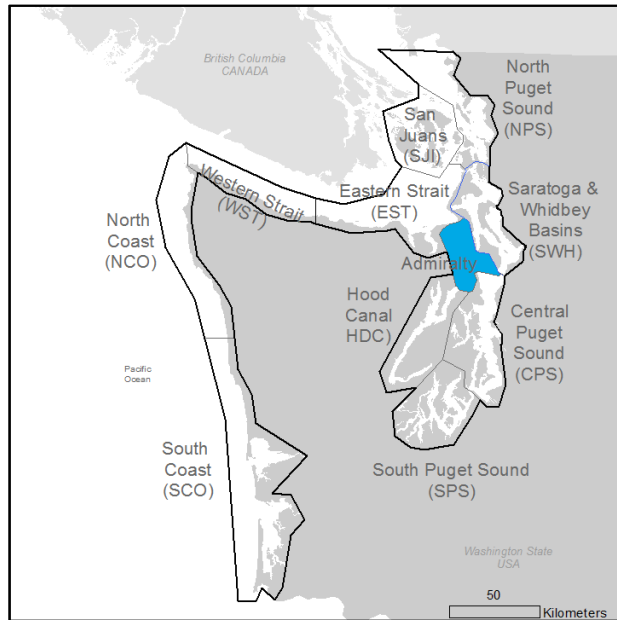 British Columbia
CANADA
North
Puget
Sound
(NPS)
San
Juans
(SJI)
Western Strait
(WST)
Eastern Strait
(EST)
Saratoga &
Whidbey
Basins
(SWH)
North
Coast
(NCO)
Admiralty
Hood
Canal
HDC)
Central
Puget
Sound
(CPS)
Pacific
Ocean
South
Coast
(SCO)
South Puget Sound
(SPS)
Washington State
USA
50
Kilometers